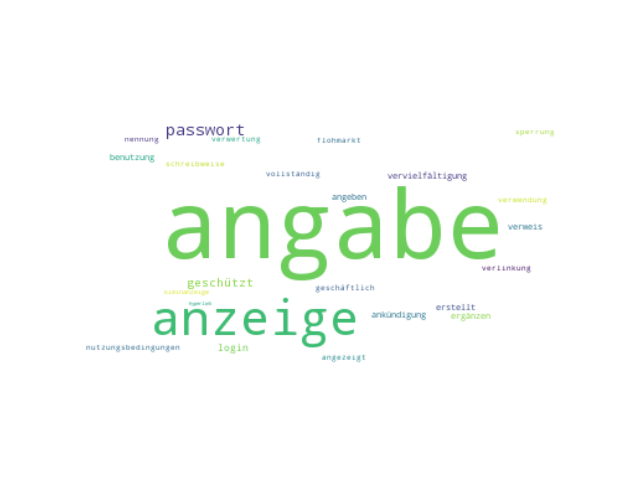 passwort
nennung
verwertung
flohmarkt
sperrung
benutzung
schreibweise
vollständig
vervielfältigung
angeben
angabe
verwendung
verweis
verlinkung
geschützt
geschäftlich
kleinanzeige
hyperlink
anzeige
erstellt
ankündigung
ergänzen
nutzungsbedingungen
login
angezeigt